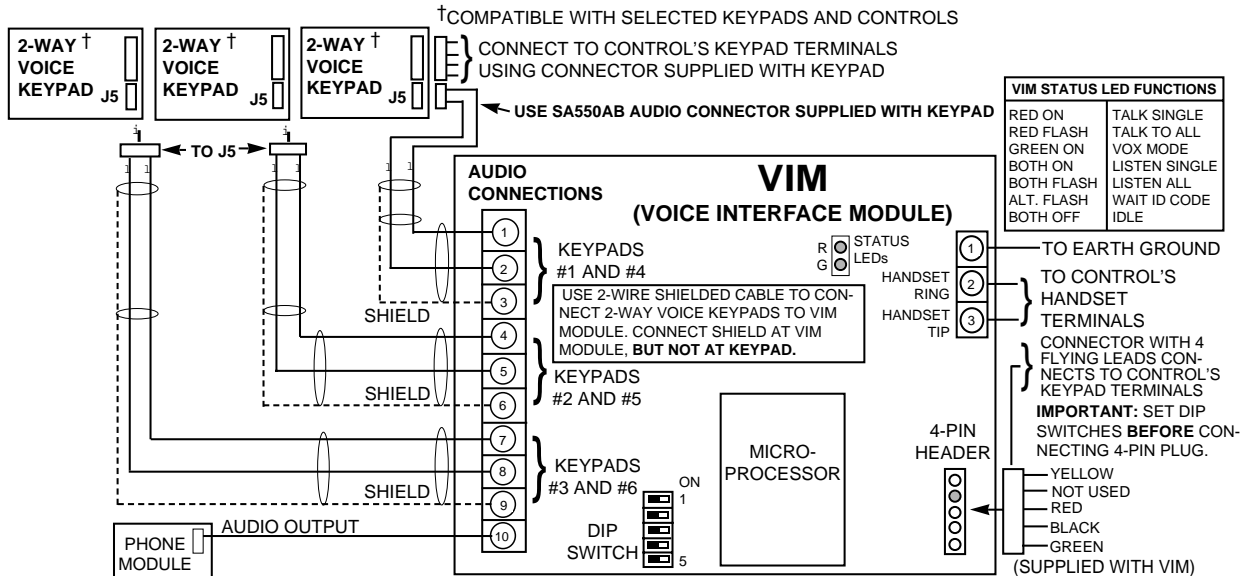 †COMPATIBLE WITH SELECTED KEYPADS AND CONTROLS
2-WAY †
VOICE
KEYPAD
J5
2-WAY †
VOICE
KEYPAD
J5
2-WAY †
VOICE
KEYPAD
J5
CONNECT TO CONTROL'S KEYPAD TERMINALS
USING CONNECTOR SUPPLIED WITH KEYPAD
USE SA550AB AUDIO CONNECTOR SUPPLIED WITH KEYPAD
VIM STATUS LED FUNCTIONS
RED ON TALK SINGLE
RED FLASH TALK TO ALL
GREEN ON VOX MODE
BOTH ON LISTEN SINGLE
BOTH FLASH LISTEN ALL
ALT. FLASH WAIT ID CODE
BOTH OFF IDLE
i
i
TO J5
l l
l l
l l
AUDIO
CONNECTIONS
VIM
(VOICE INTERFACE MODULE)
1
2
3
4
5
6
7
8
9
10
KEYPADS
#1 AND #4
SHIELD
KEYPADS
#2 AND #5
SHIELD
KEYPADS
#3 AND #6
SHIELD
R
G
STATUS
LEDs
USE 2-WIRE SHIELDED CABLE TO CON-
NECT 2-WAY VOICE KEYPADS TO VIM
MODULE. CONNECT SHIELD AT VIM
MODULE, BUT NOT AT KEYPAD.
HANDSET
RING
HANDSET
TIP
1
2
3
TO EARTH GROUND
TO CONTROL'S
HANDSET
TERMINALS
CONNECTOR WITH 4
FLYING LEADS CON-
NECTS TO CONTROL'S
KEYPAD TERMINALS
IMPORTANT: SET DIP
SWITCHES BEFORE CON-
NECTING 4-PIN PLUG.
MICRO-
PROCESSOR
4-PIN
HEADER
YELLOW
NOT USED
RED
BLACK
GREEN
(SUPPLIED WITH VIM)
ON
1
5
DIP
SWITCH
AUDIO OUTPUT
PHONE
MODULE